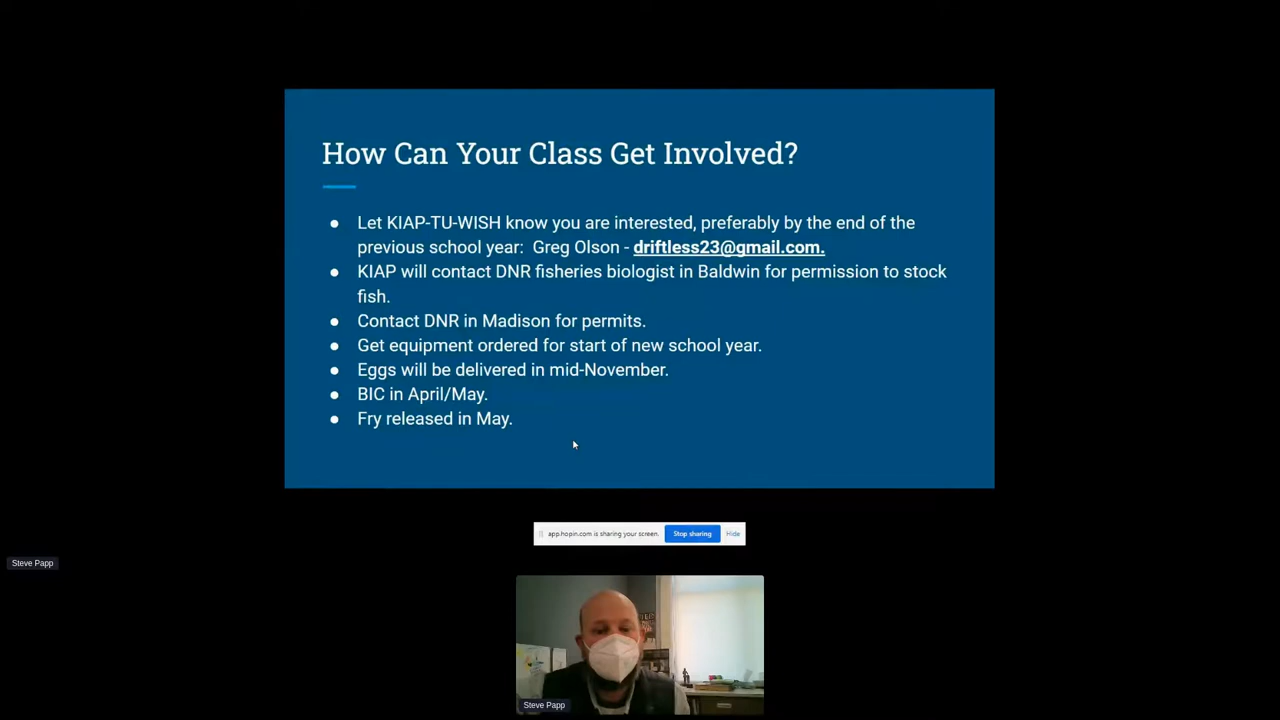 How Can Your Class Get Involved?
● Let KIAP-TU-WISH know you are interested, preferably by the end of the
previous school year: Greg Olson - driftless23@gmail.com.
● KIAP will contact DNR fisheries biologist in Baldwin for permission to stock
fish.
● Contact DNR in Madison for permits.
● Get equipment ordered for start of new school year.
● Eggs will be delivered in mid-November.
● BIC in April/May.
● Fry released in May.
app.hopin.com is sharing your screen. Stop sharing Hide
Steve Papp
Steve Papp